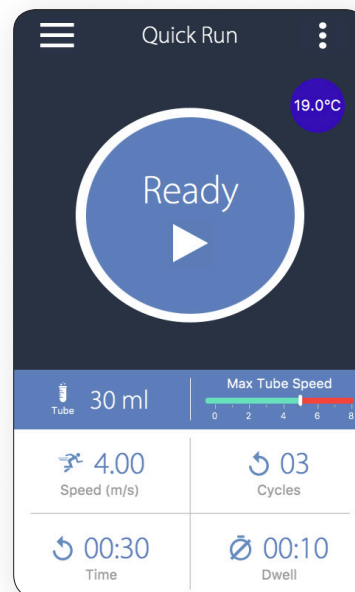 Quick Run
19.0°C
Ready
Tube
30 ml
Max Tube Speed
0 2 4 6 8
4.00
Speed (m/s)
03
Cycles
00:30
Time
00:10
Dwell